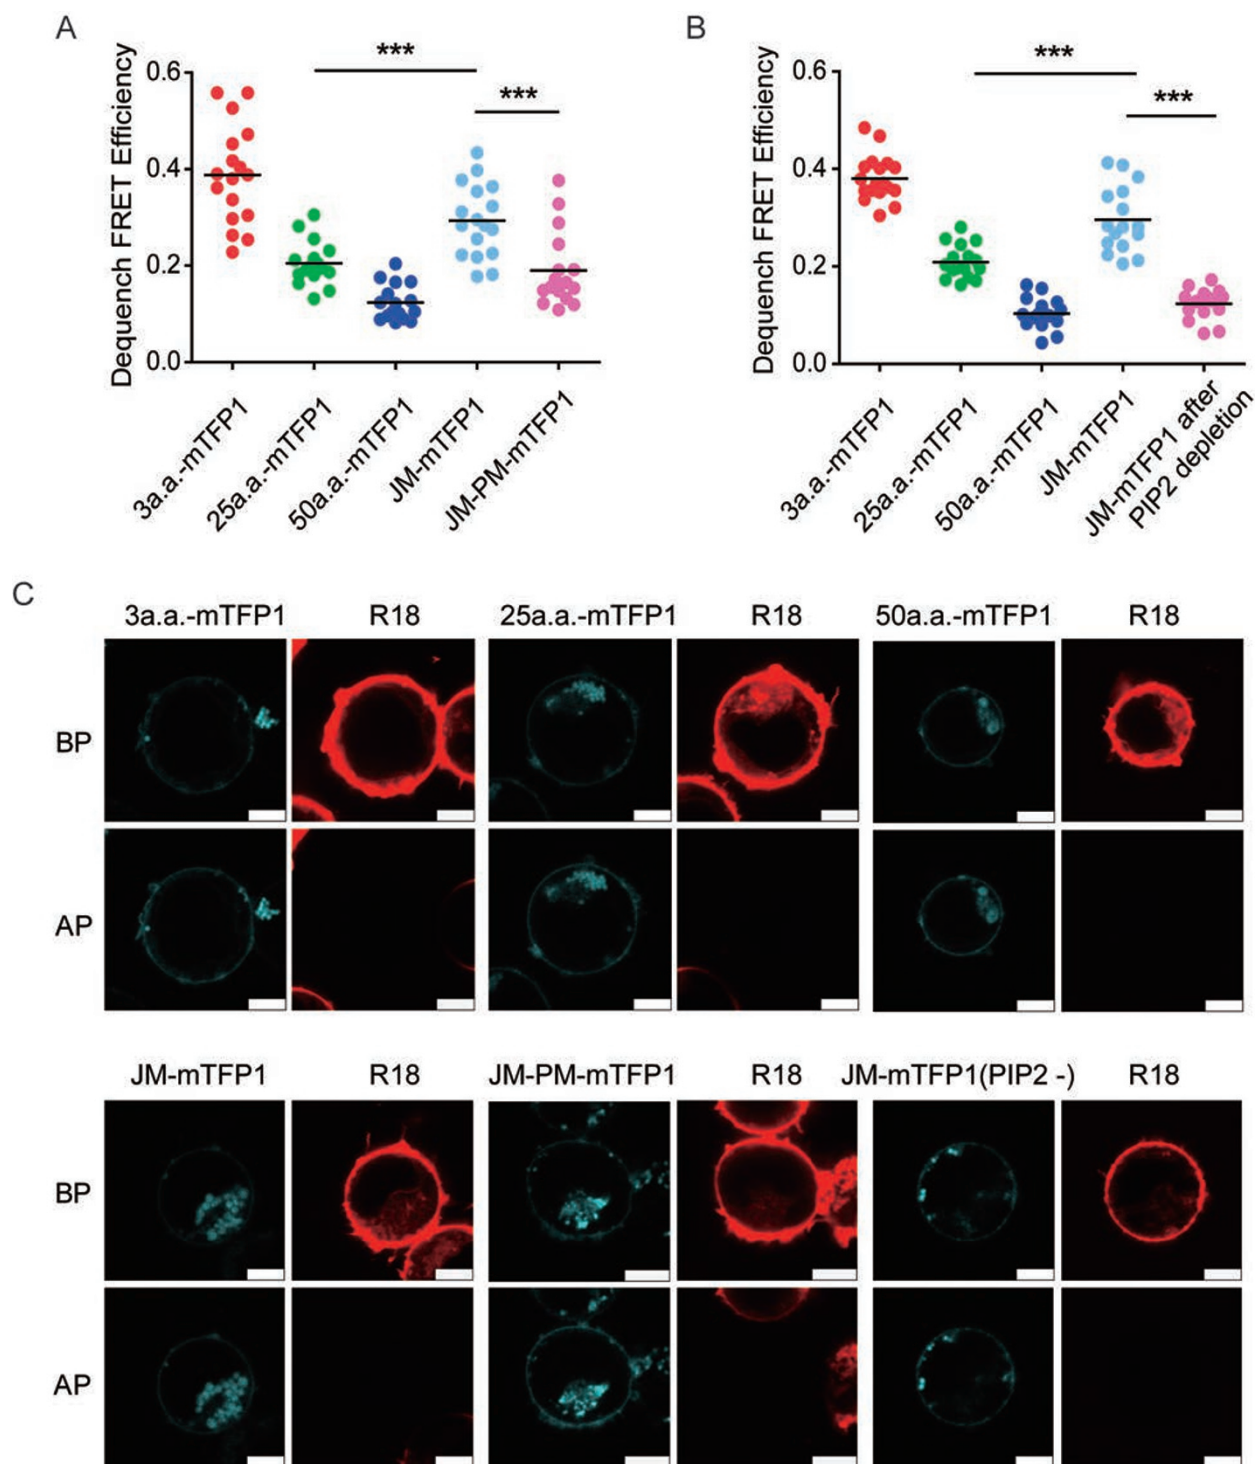 A
B
Dequench FRET Efficiency
0.6
0.4
0.2
0.0
***
***
3a.a.-mTFP1
25a.a.-mTFP1
50a.a.-mTFP1
JM-mTFP1
JM-PM-mTFP1
Dequench FRET Efficiency
0.6
0.4
0.2
0.0
***
***
3a.a.-mTFP1
25a.a.-mTFP1
50a.a.-mTFP1
JM-mTFP1
JM-mTFP1 after
PIP2 depletion
C
3a.a.-mTFP1 R18 25a.a.-mTFP1 R18 50a.a.-mTFP1 R18
BP
AP
JM-mTFP1 R18 JM-PM-mTFP1 R18 JM-mTFP1(PIP2 -) R18
BP
AP